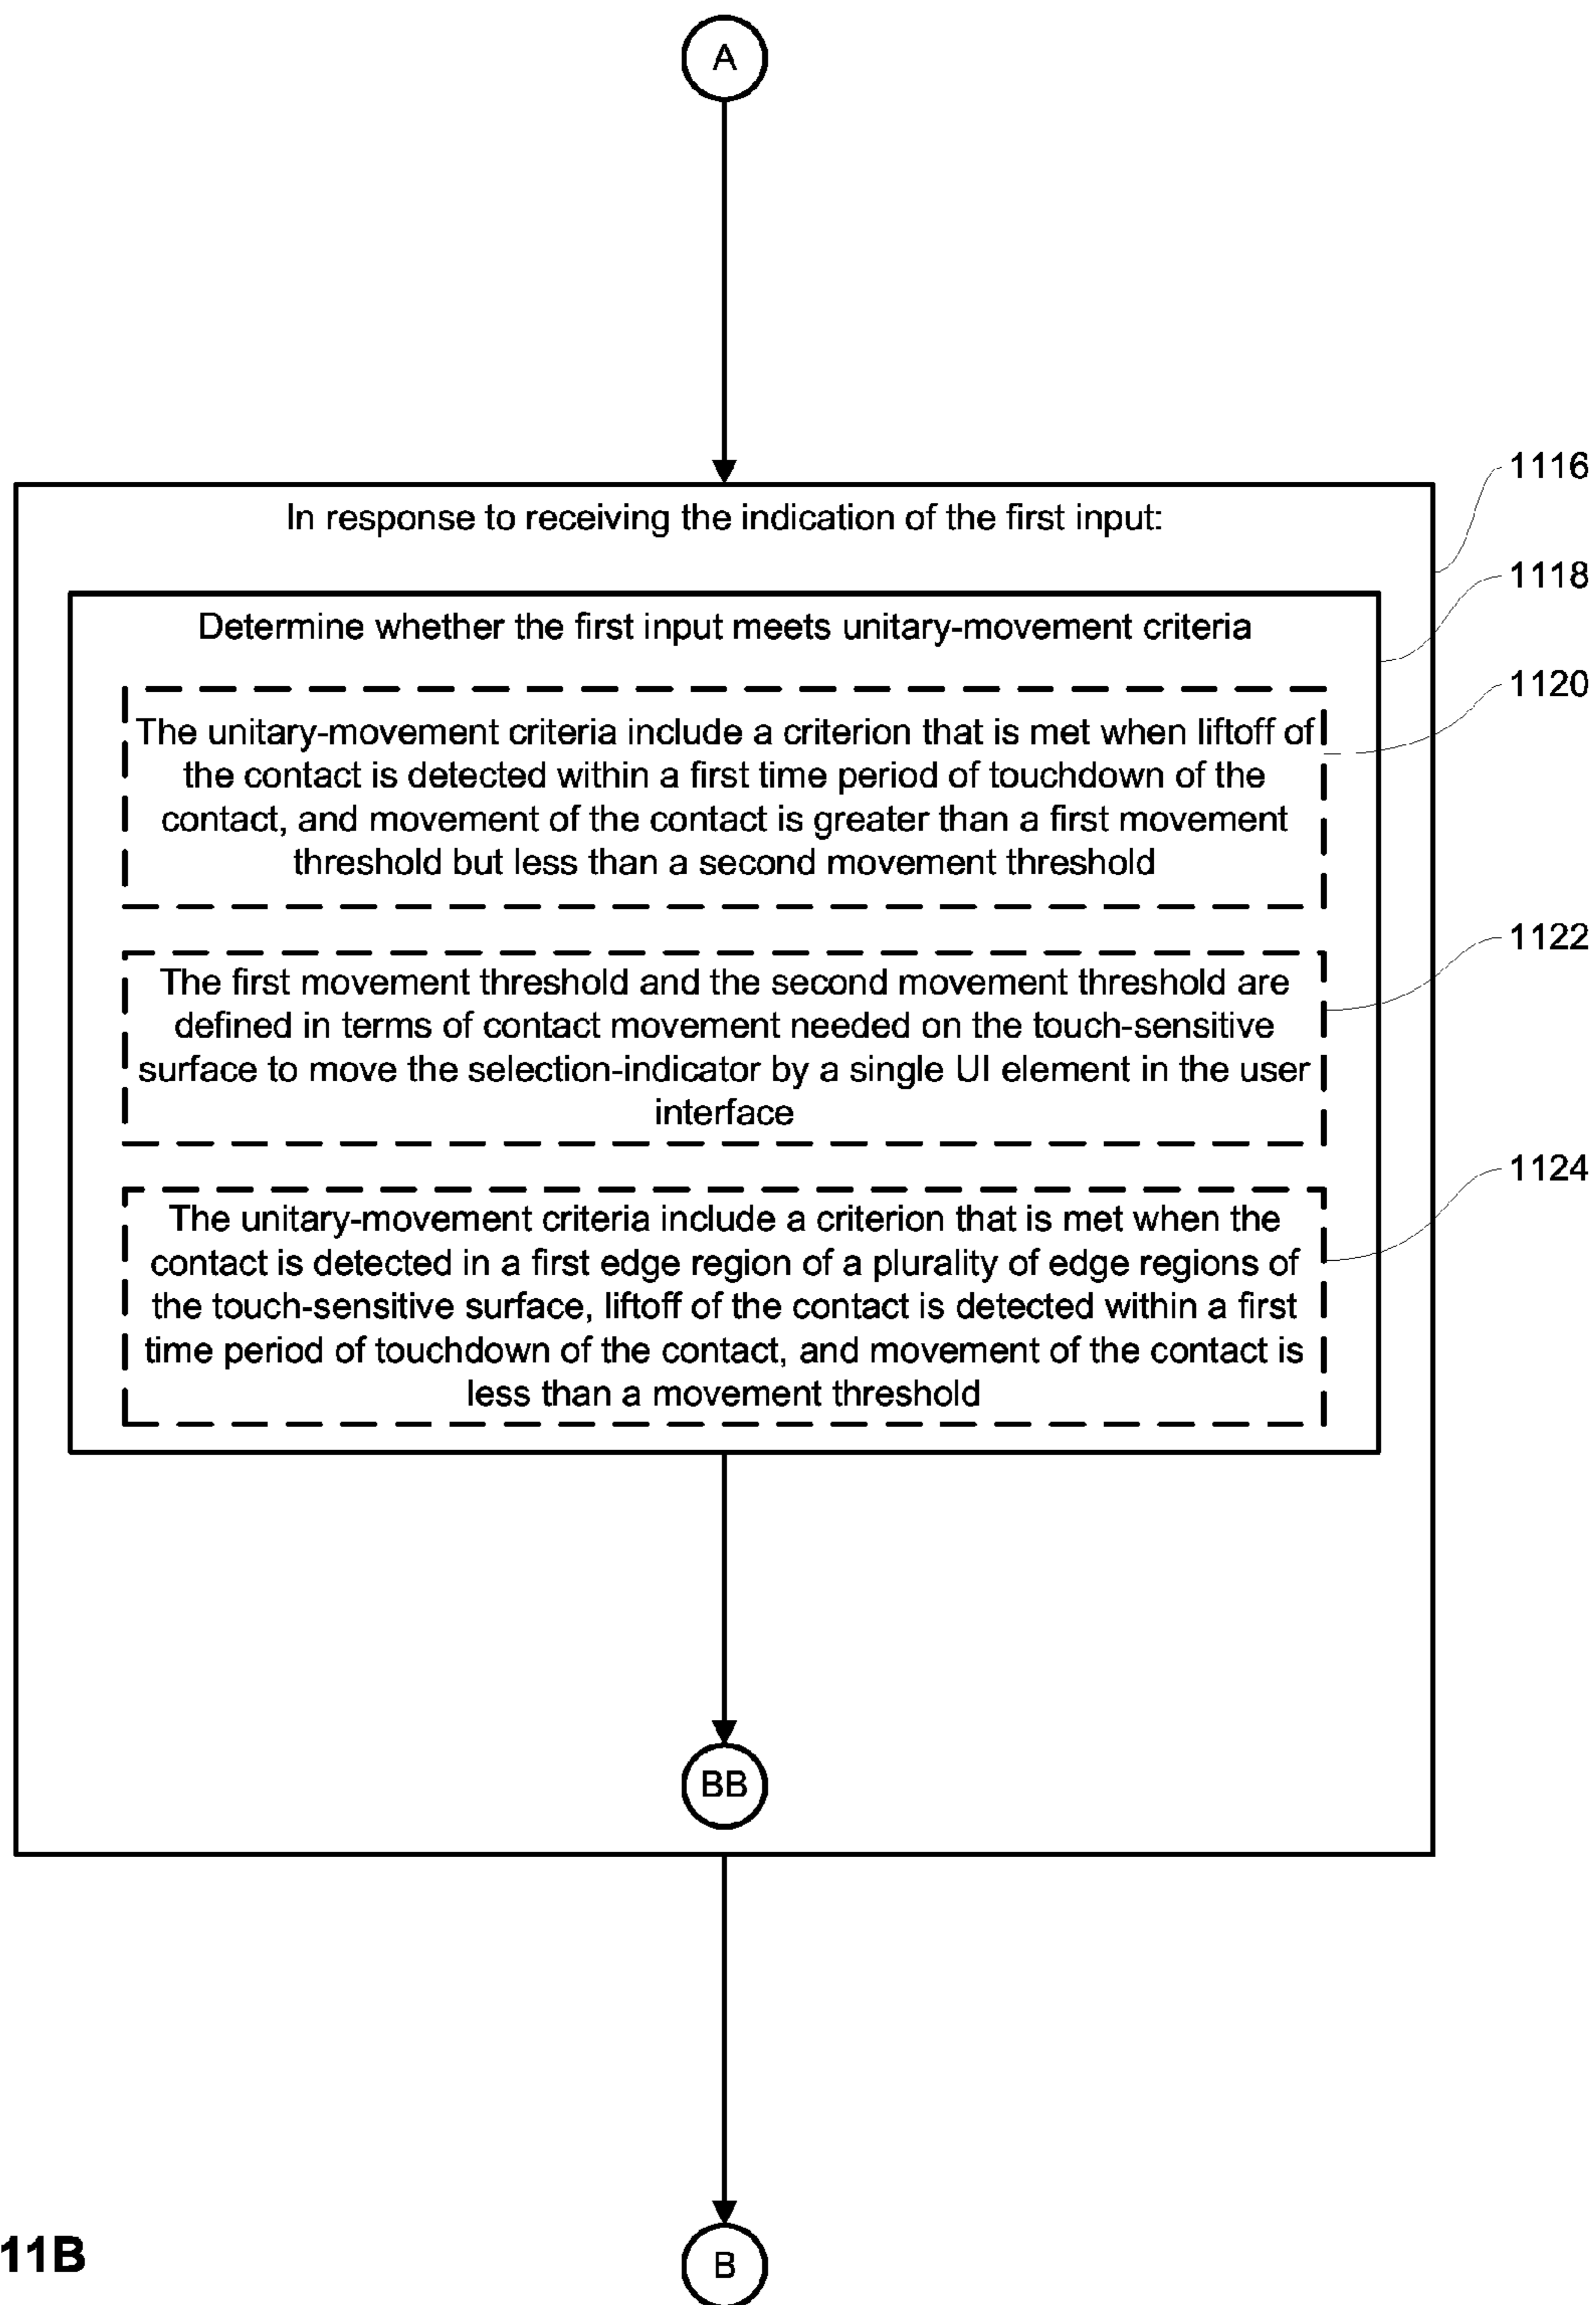 A
1116
In response to receiving the indication of the first input:
1118
Determine whether the first input meets unitary-movement criteria
1120
The unitary-movement criteria include a criterion that is met when liftoff of
the contact is detected within a first time period of touchdown of the
contact, and movement of the contact is greater than a first movement
threshold but less than a second movement threshold
1122
The first movement threshold and the second movement threshold are
defined in terms of contact movement needed on the touch-sensitive
surface to move the selection-indicator by a single UI element in the user
interface
1124
The unitary-movement criteria include a criterion that is met when the
contact is detected in a first edge region of a plurality of edge regions of
the touch-sensitive surface, liftoff of the contact is detected within a first
time period of touchdown of the contact, and movement of the contact is
less than a movement threshold
BB
11B
B